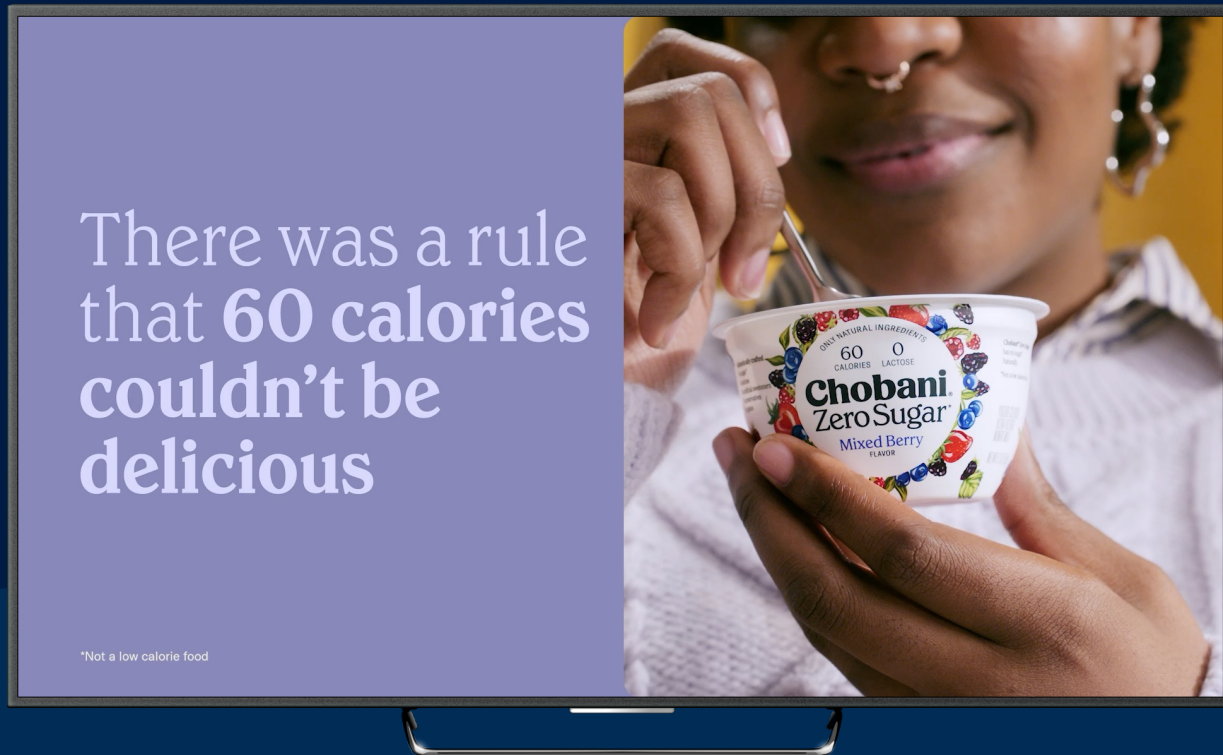 There was a rule
that 60 calories
couldn't be
delicious
*Not a low calorie food
ONLY NATURAL INGREDIENTS
60 0
CALORIES LACTOSE
Chobani®
Zero Sugar*
Mixed Berry
FLAVOR